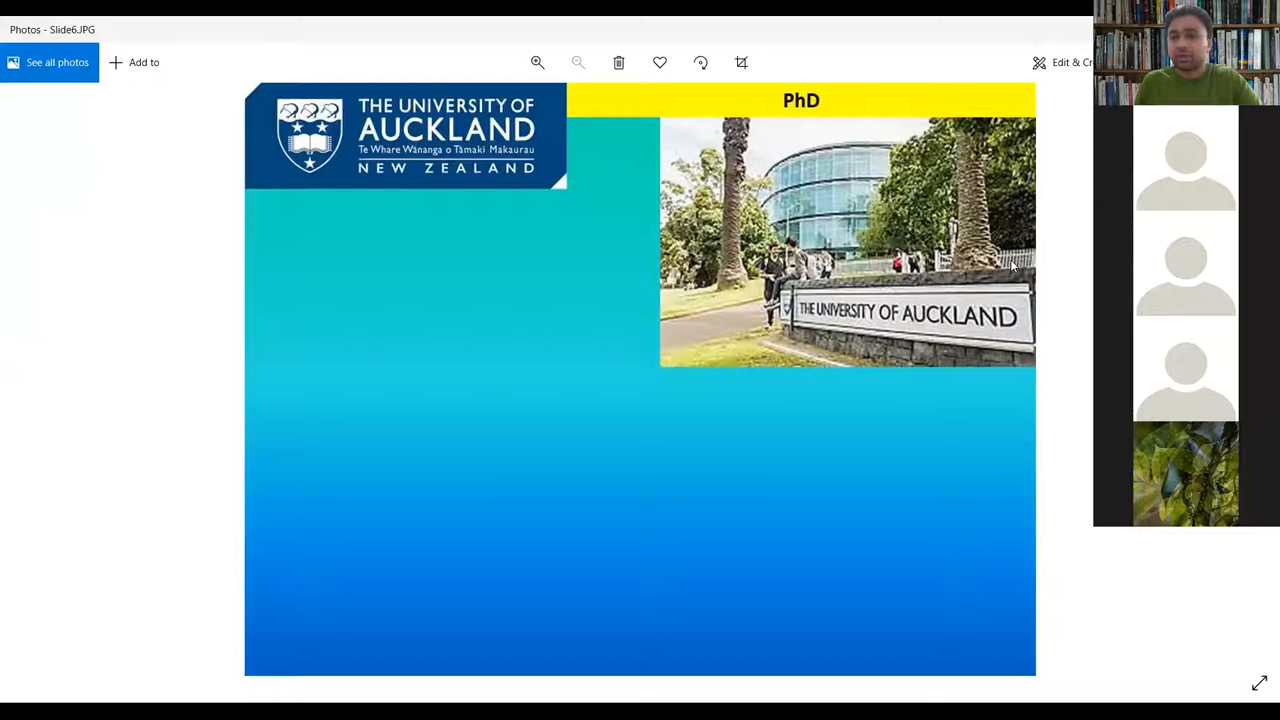 Photos - Slide6.JPG
See all photos
Add to
Edit & Cr
THE UNIVERSITY OF
AUCKLAND
Te Whare Wānanga o Tāmaki Makaurau
NEW ZEALAND
PhD
THE UNIVERSITY OF AUCKLAND